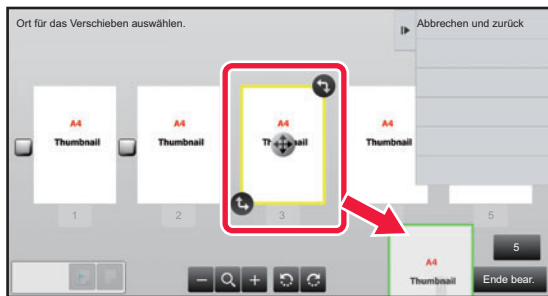 Ort für das Verschieben auswählen.
Abbrechen und zurück
A4
Thumbnail
A4
Thumbnail
A4
A4
Thumbnail
1
2
3
5
5
A4
Thumbnail
Ende bear.